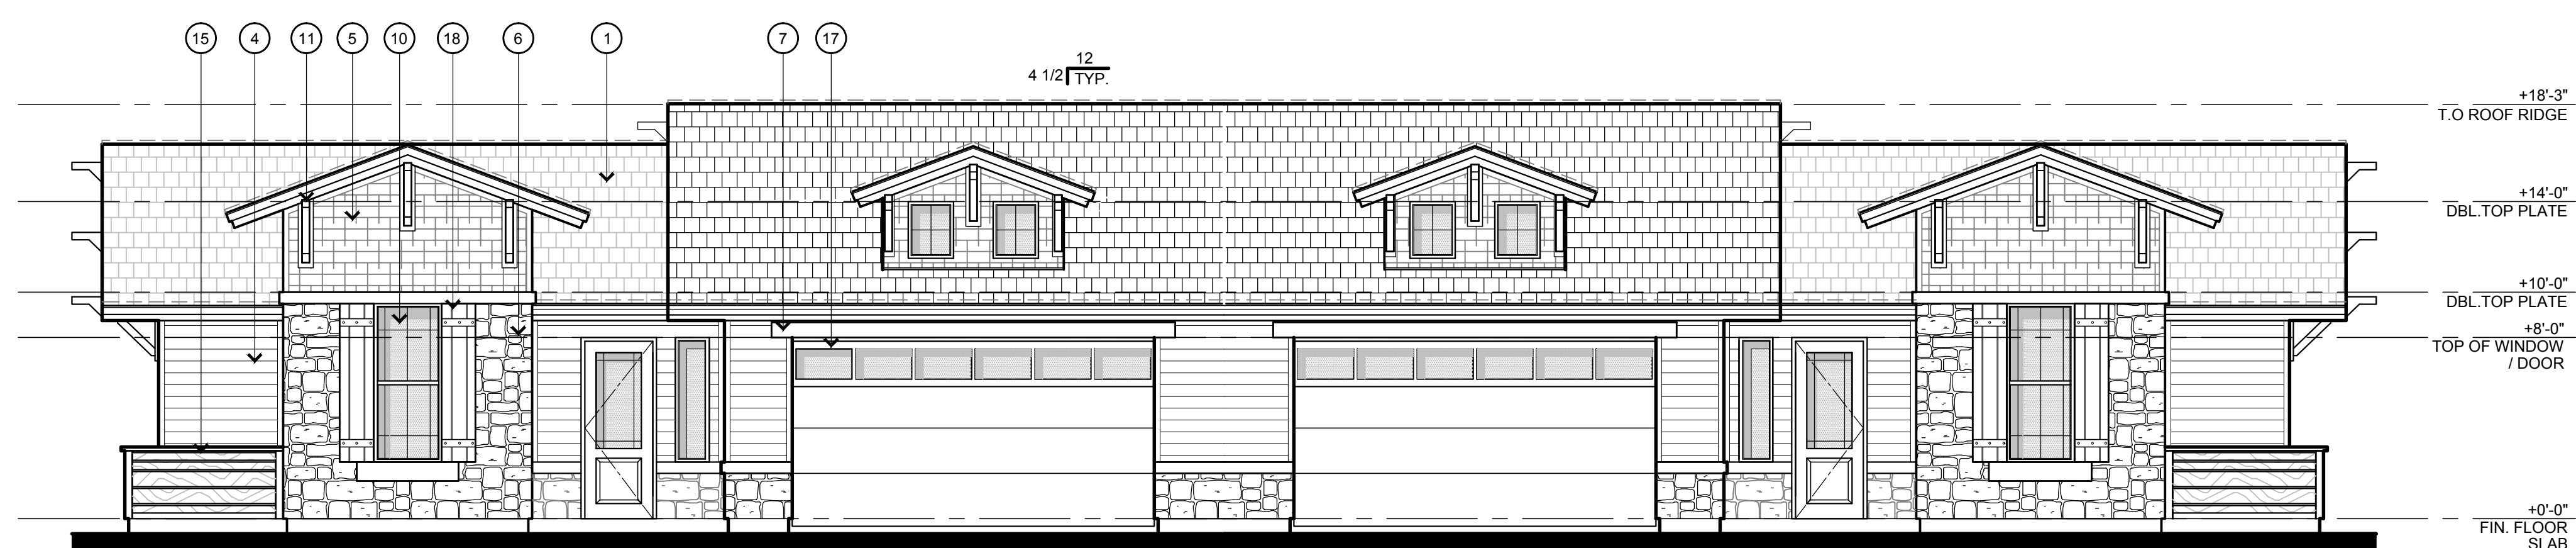 15 4 11 5 10 18 6 1 7 17
12
4 1/2 TYP.
+18'-3"
T.O ROOF RIDGE
+14'-0"
DBL.TOP PLATE
+10'-0"
DBL.TOP PLATE
+8'-0"
TOP OF WINDOW
/ DOOR
+0'-0"
FIN. FLOOR
SLAB